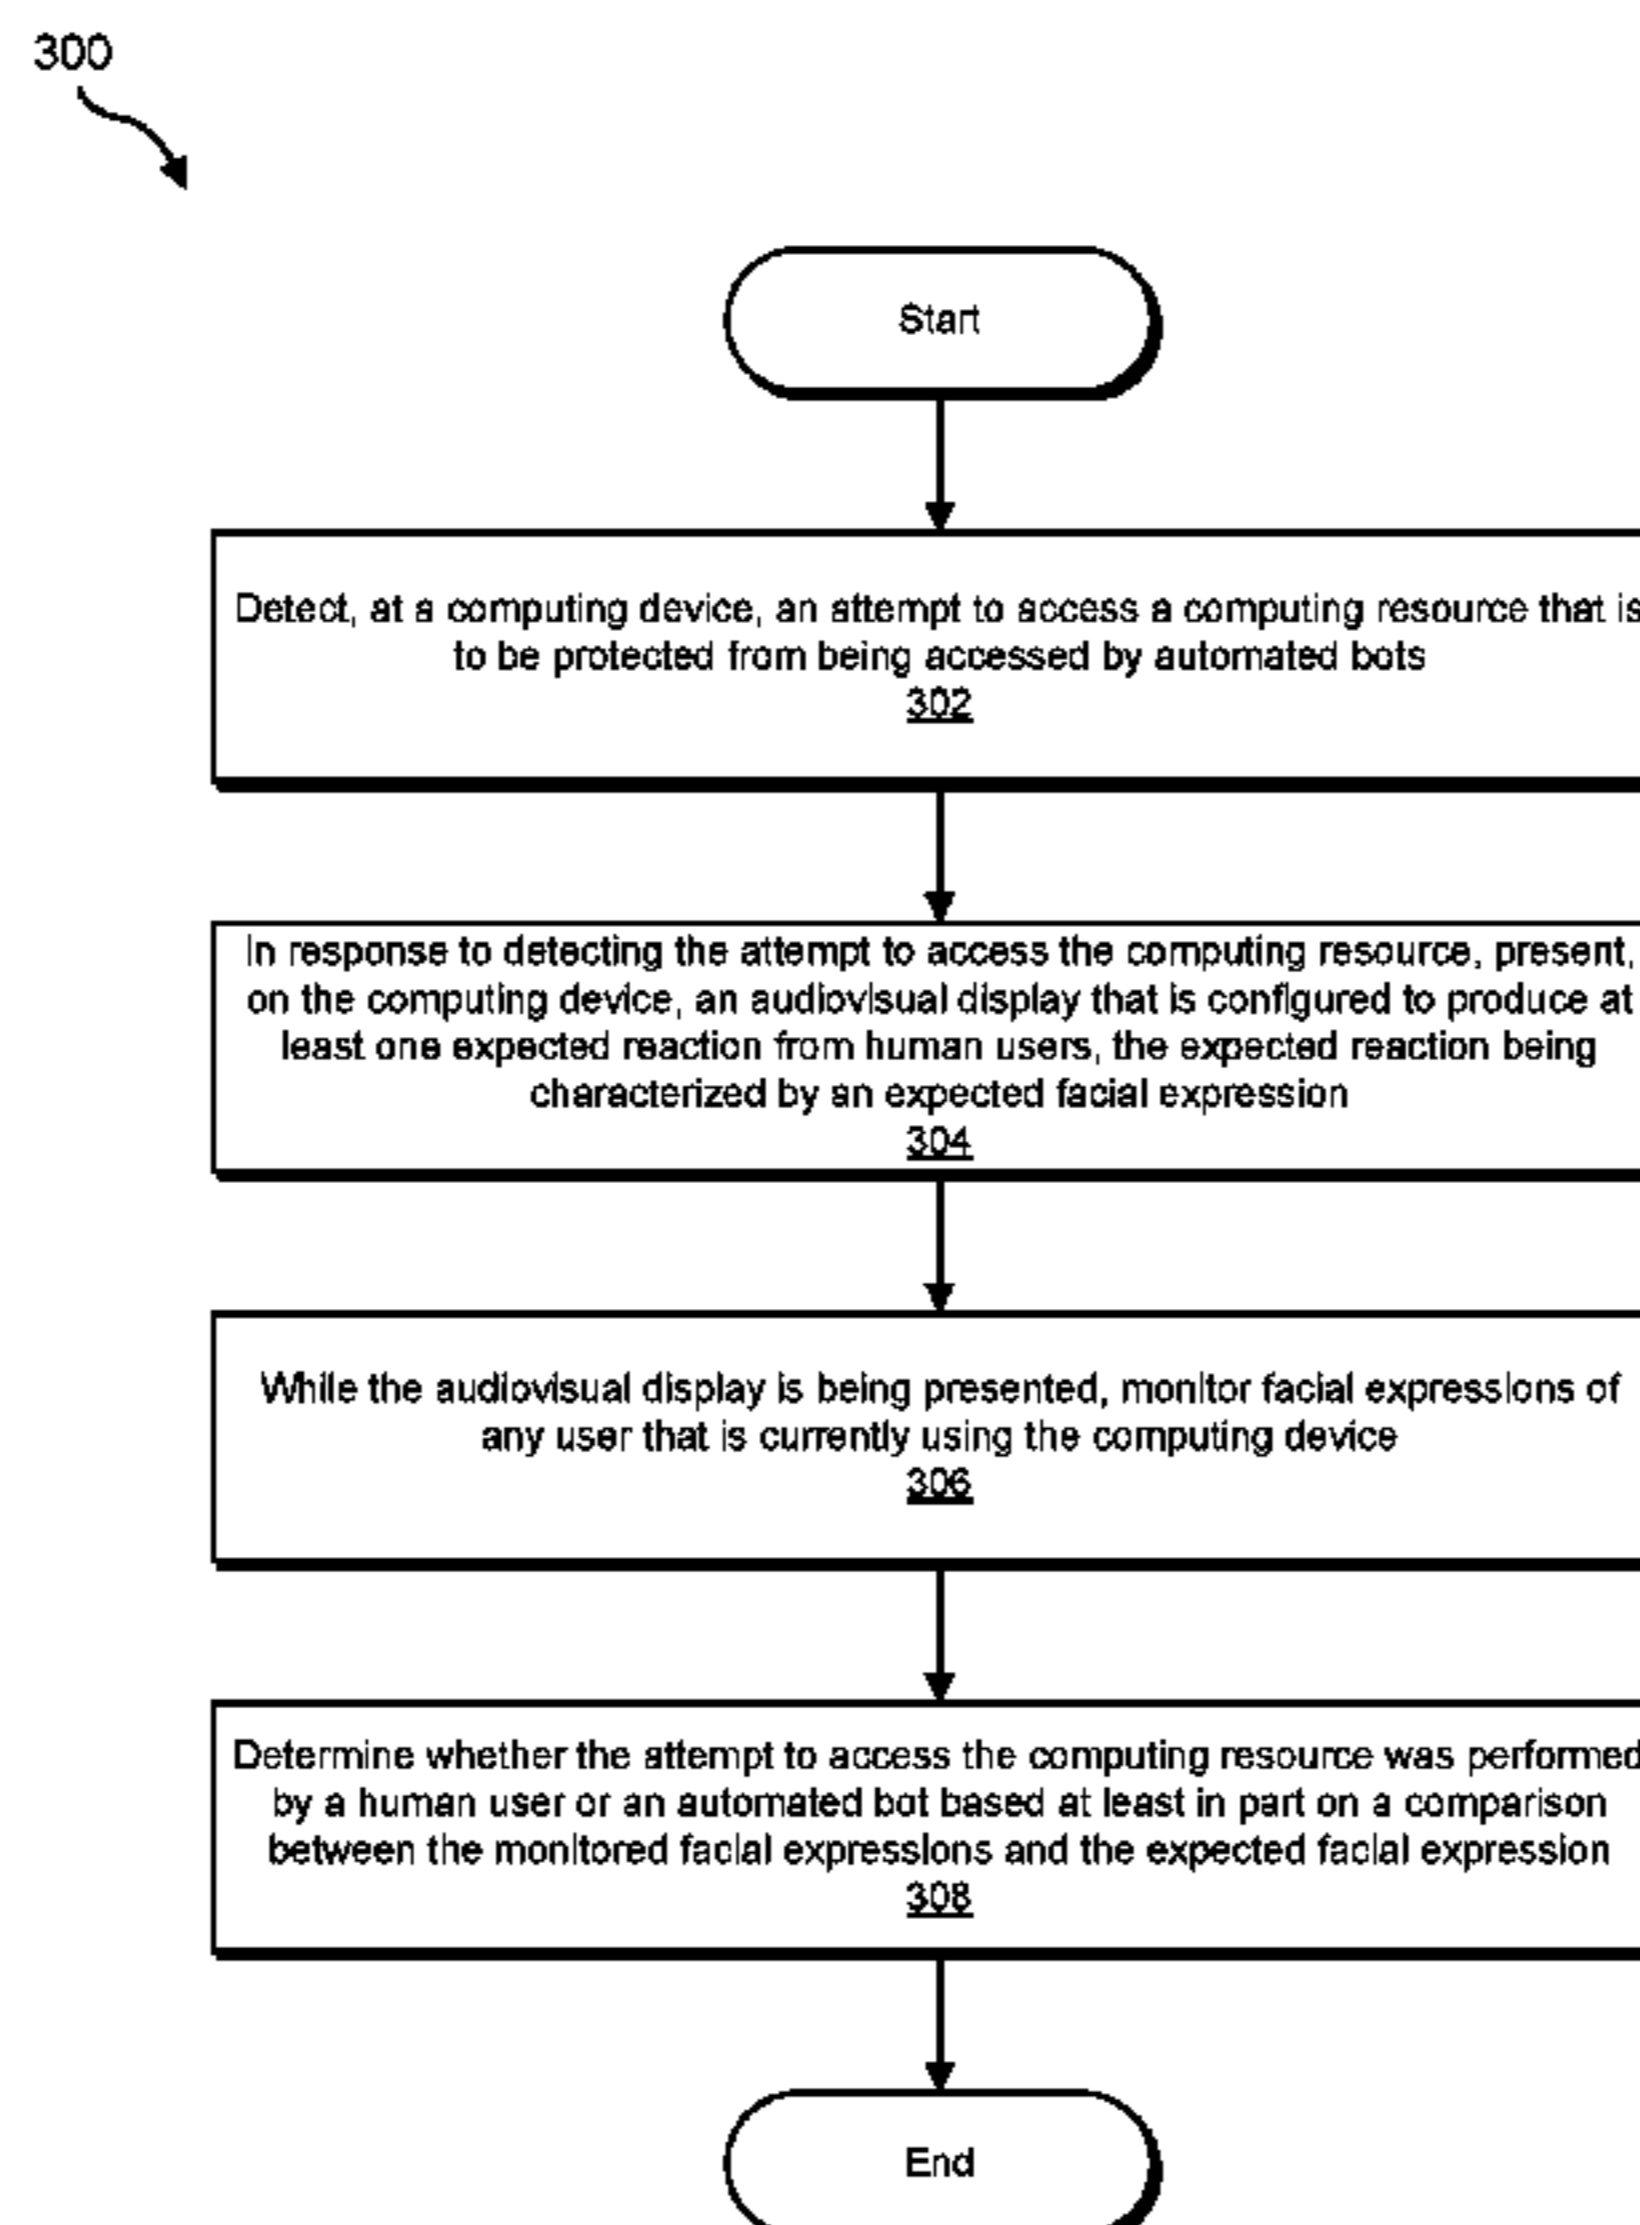 300
Start
Detect, at a computing device, an attempt to access a computing resource that is
to be protected from being accessed by automated bots
302
In response to detecting the attempt to access the computing resource, present,
on the computing device, an audiovisual display that is configured to produce at
least one expected reaction from human users, the expected reaction being
characterized by an expected facial expression
304
While the audiovisual display is being presented, monitor facial expressions of
any user that is currently using the computing device
306
Determine whether the attempt to access the computing resource was performed
by a human user or an automated bot based at least in part on a comparison
between the monitored facial expressions and the expected facial expression
308
End